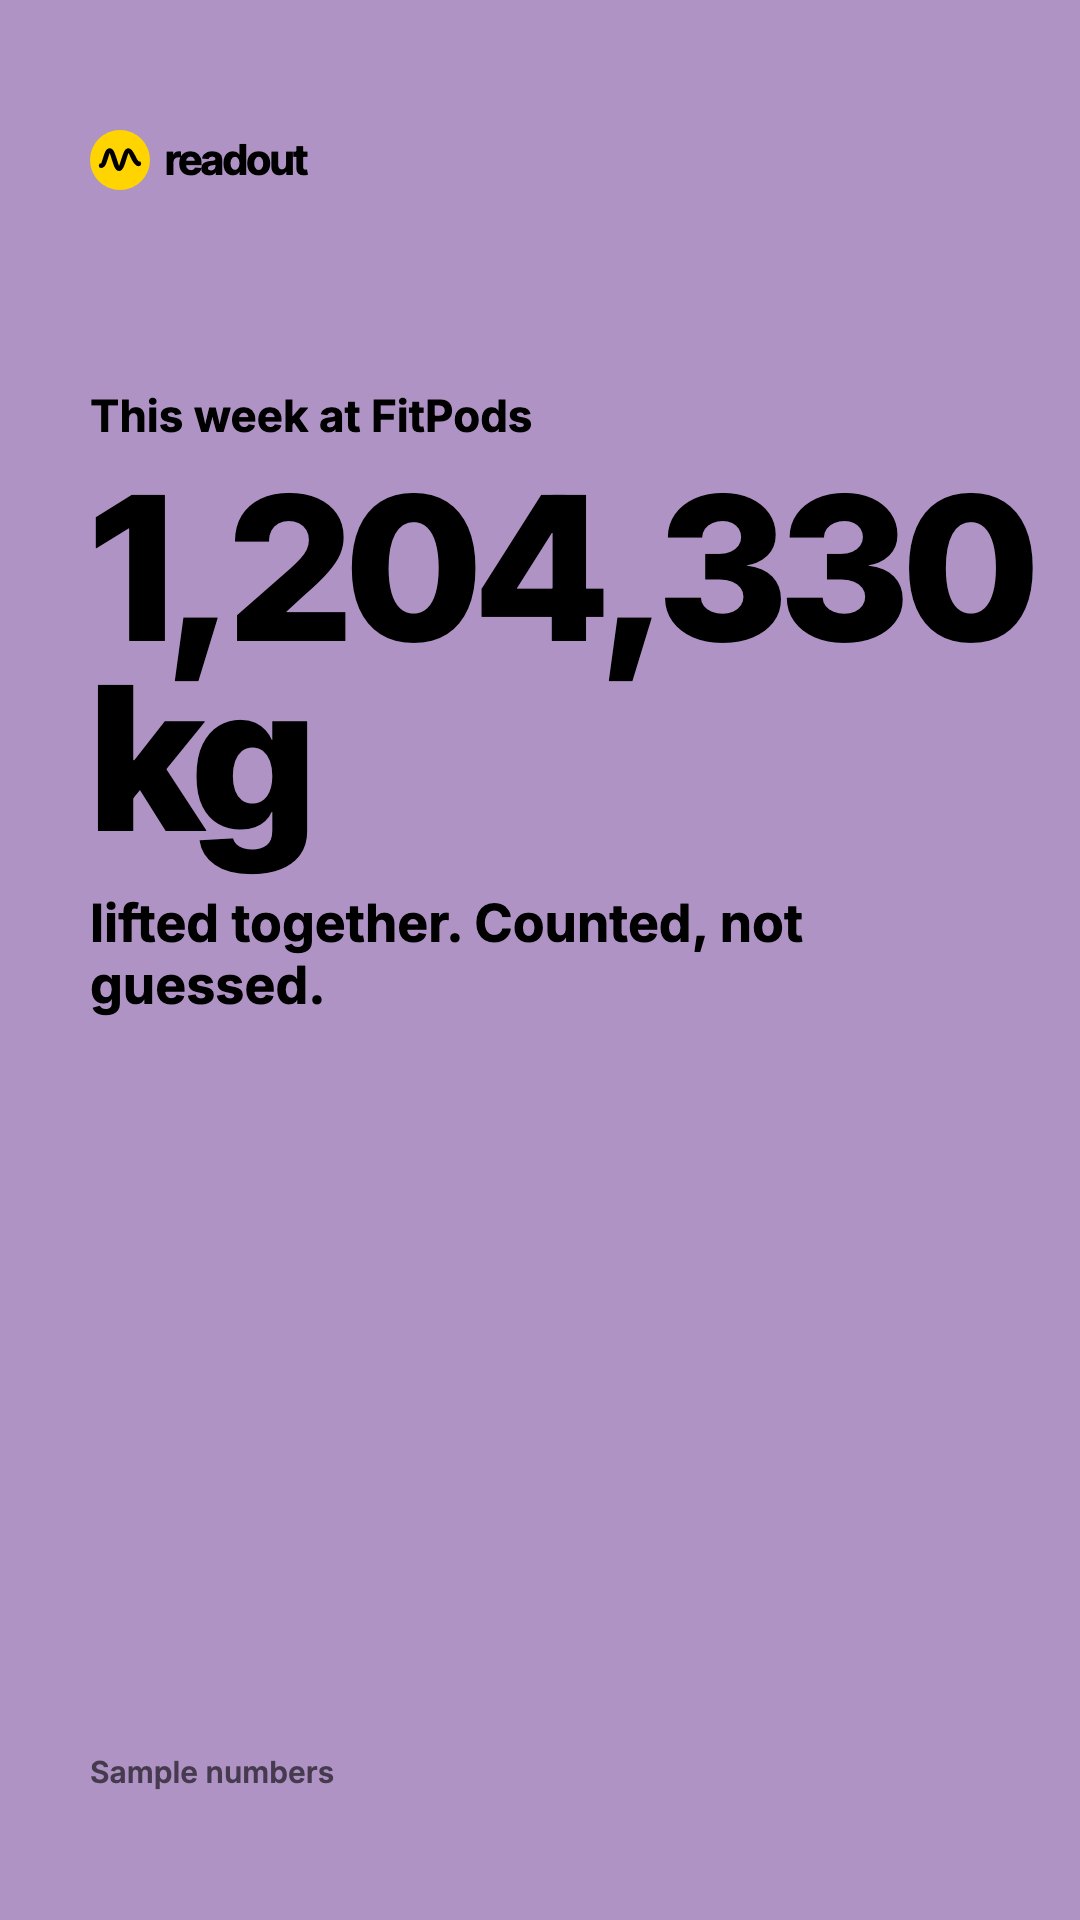 readout
This week at FitPods
1,204,330
kg
lifted together. Counted, not
guessed.
Sample numbers